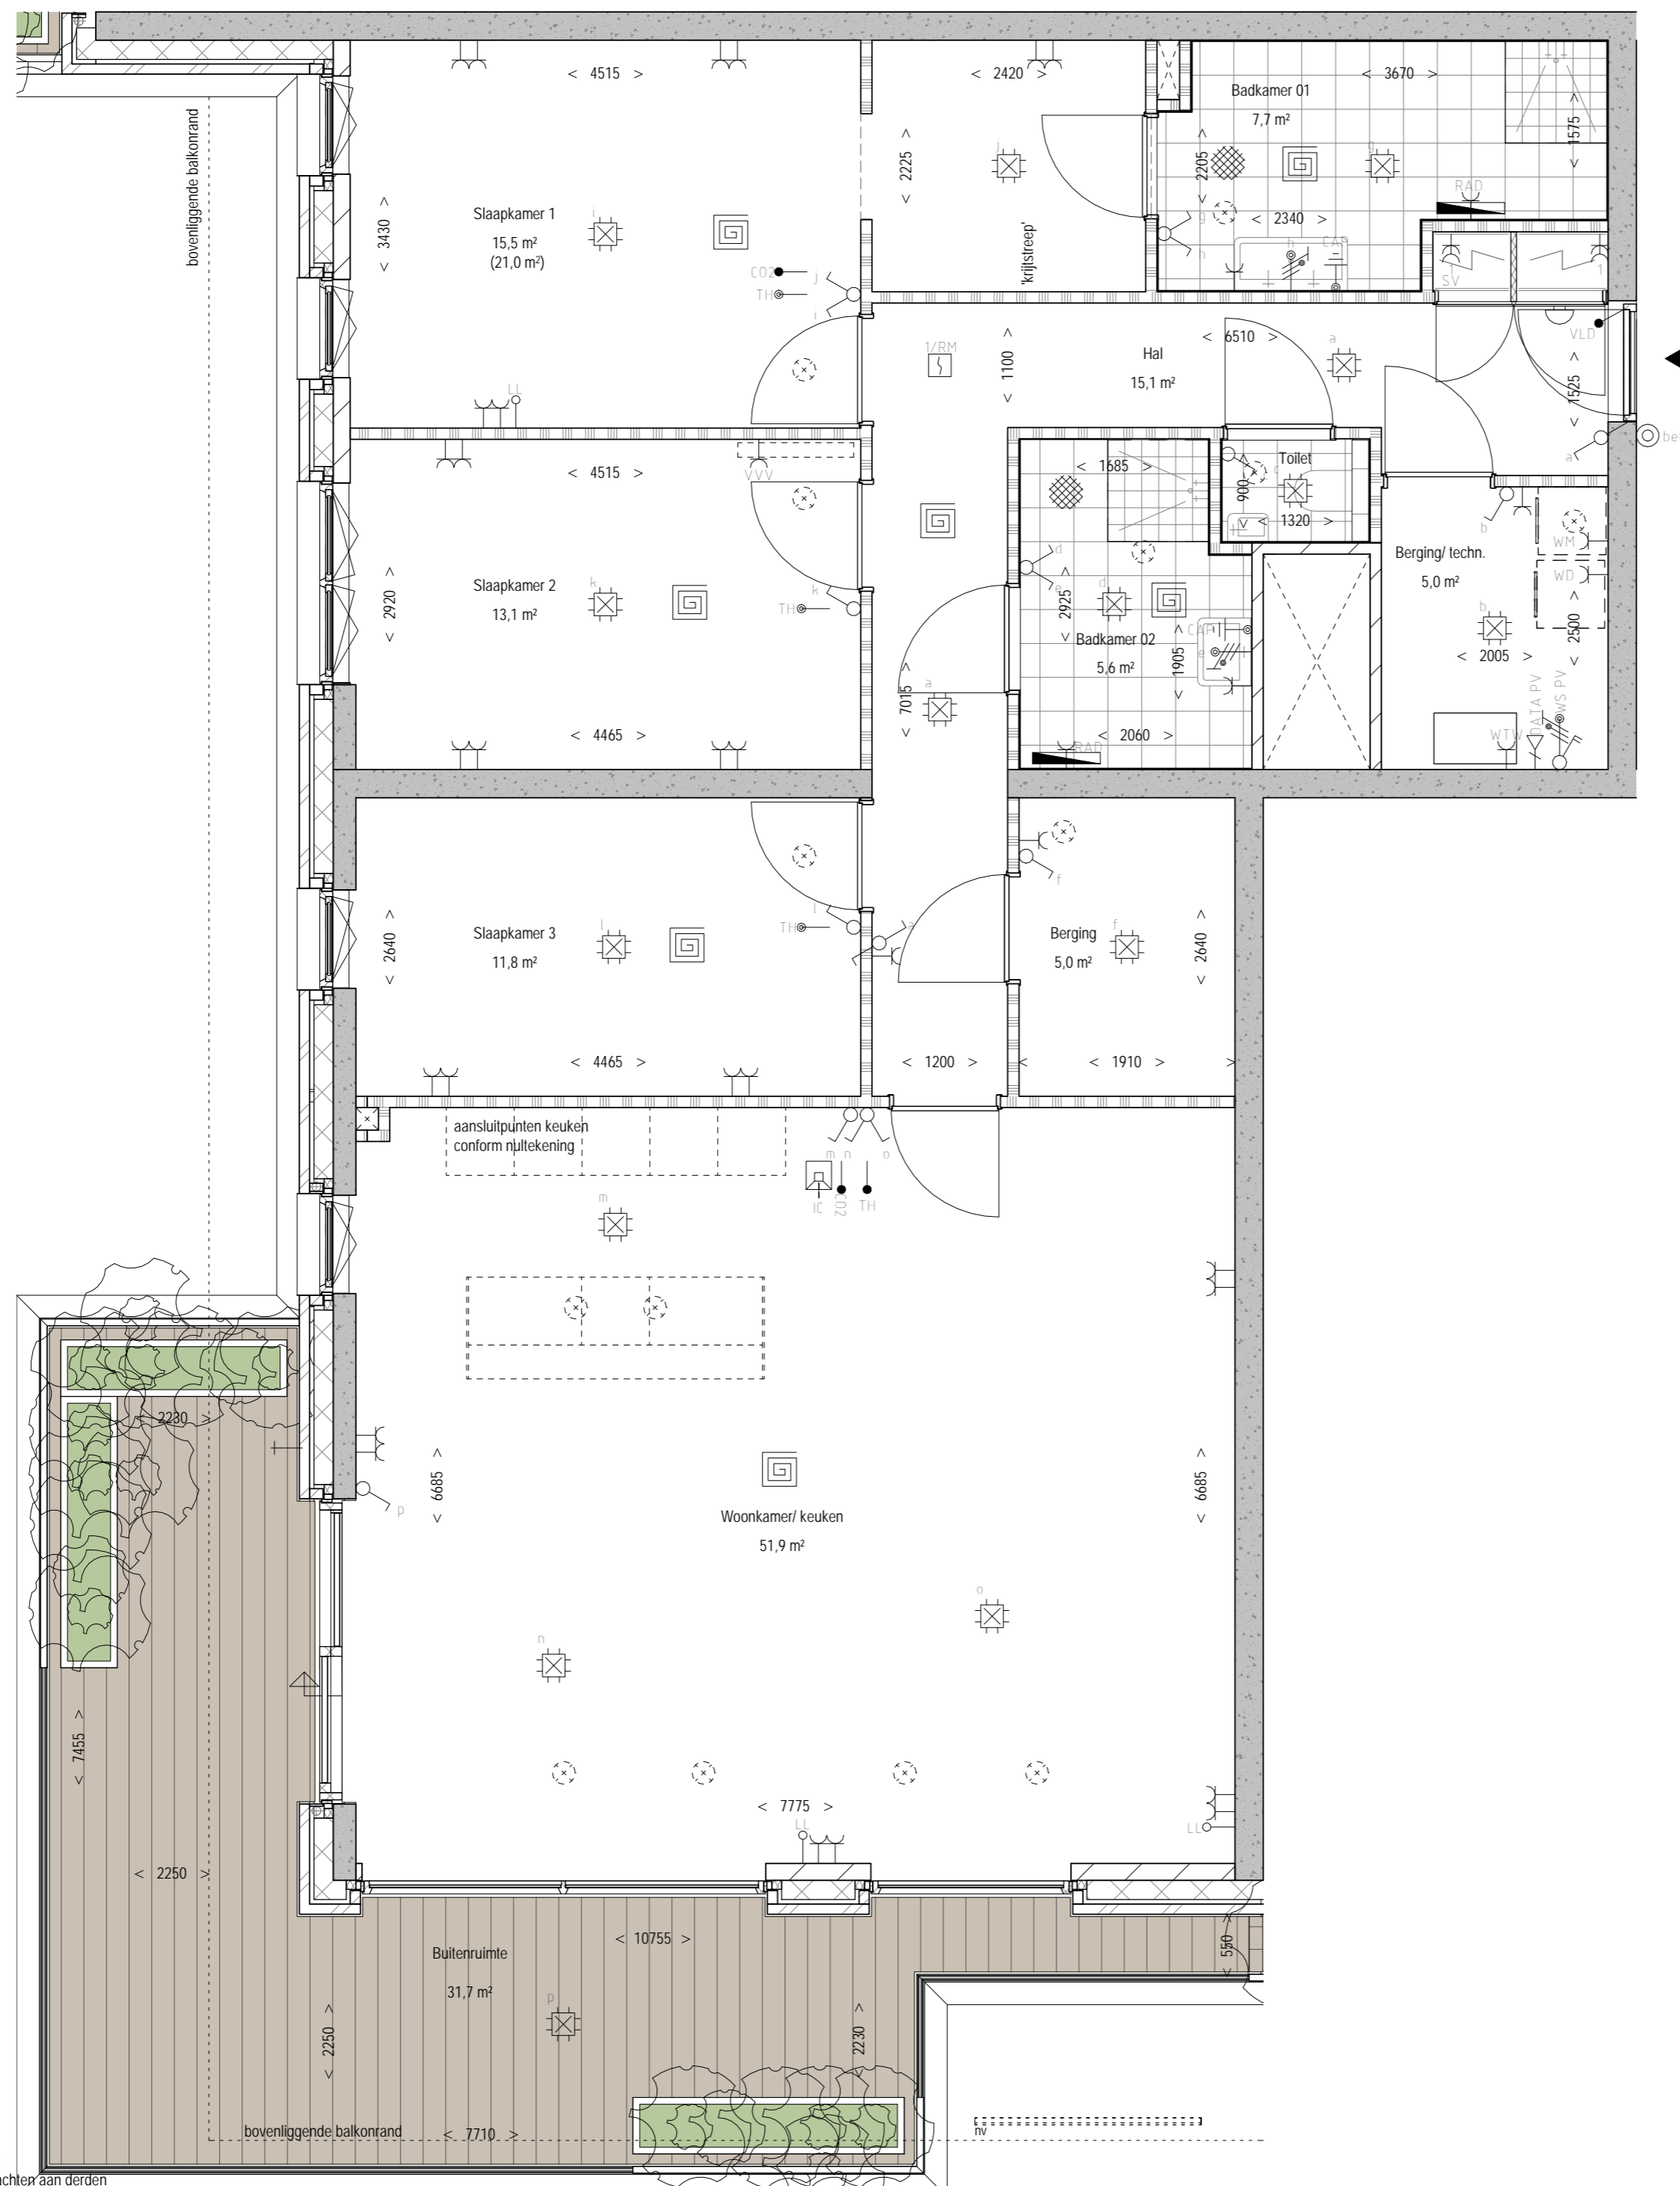 bovenliggende balkonrand
< 4515 >
< 2420 >
< 3670 >
Badkamer 01
7,7 m²
< 1575 >
< 2225 >
< 2205 >
j
g
RAD
Slaapkamer 1
15,5 m²
(21,0 m²)
i
< 3430 >
'krijtstreep'
< 2340 >
g
h
h
CAP
CO2
TH
j
i
SV
1
1/RM
< 1100 >
Hal
15,1 m²
< 6510 >
a
VLD
< 1525 >
a
LL
< 4515 >
VVV
< 1685 >
Toilet
c
< 900 >
< 1320 >
b
WM
WD
Berging/ techn.
5,0 m²
Slaapkamer 2
13,1 m²
k
< 2920 >
TH
k
d
e
< 2925 >
d
Badkamer 02
5,6 m²
CAP
e
< 1905 >
b
< 2500 >
< 2005 >
a
< 7015 >
< 4465 >
< 2060 >
RAD
WTW
DATA PV
WS PV
f
Slaapkamer 3
11,8 m²
l
< 2640 >
TH
l
a
Berging
5,0 m²
f
< 2640 >
< 4465 >
< 1200 >
< 1910 >
aansluitpunten keuken
conform nultekening
m n
o
IC
CO2
TH
m
< 2230 >
< 6685 >
< 6685 >
p
Woonkamer/ keuken
51,9 m²
n
o
< 7455 >
< 7775 >
LL
LL
< 2250 >
Buitenruimte
31,7 m²
< 10755 >
< 550 >
p
< 2250 >
< 2230 >
bovenliggende balkonrand
< 7710 >
nv
aan derden